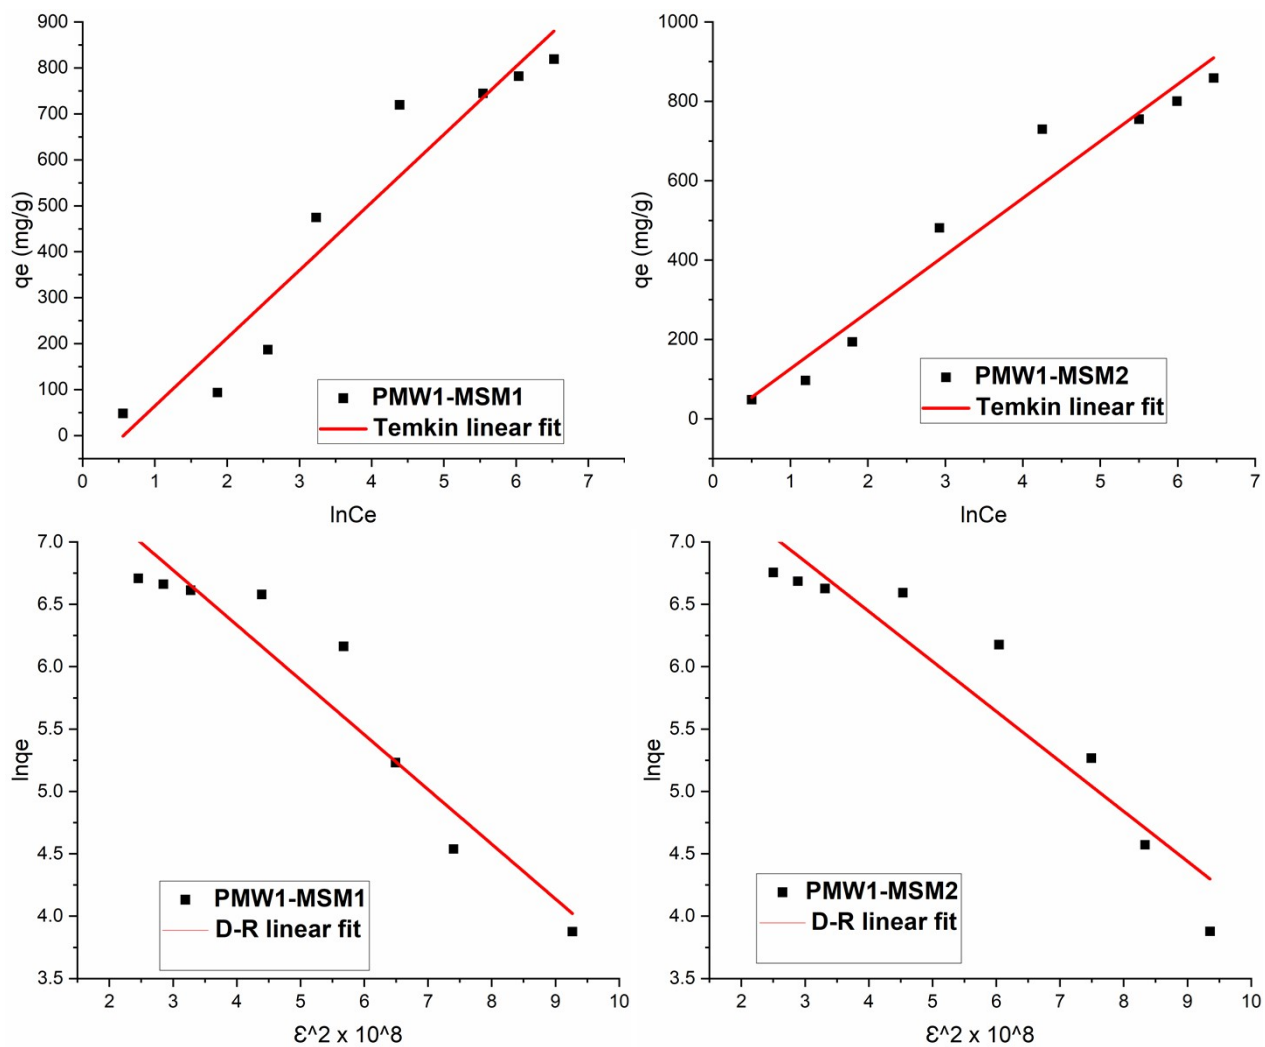 900
800
700
600
500
400
300
200
100
0
qe (mg/g)
PMW1-MSM1
Temkin linear fit
0 1 2 3 4 5 6 7
lnCe
1000
800
600
400
200
0
qe (mg/g)
PMW1-MSM2
Temkin linear fit
0 1 2 3 4 5 6 7
lnCe
7.0
6.5
6.0
5.5
5.0
4.5
4.0
3.5
lnqe
PMW1-MSM1
D-R linear fit
2 3 4 5 6 7 8 9 10
Ɛ^2 x 10^8
7.0
6.5
6.0
5.5
5.0
4.5
4.0
3.5
lnqe
PMW1-MSM2
D-R linear fit
2 3 4 5 6 7 8 9 10
Ɛ^2 x 10^8